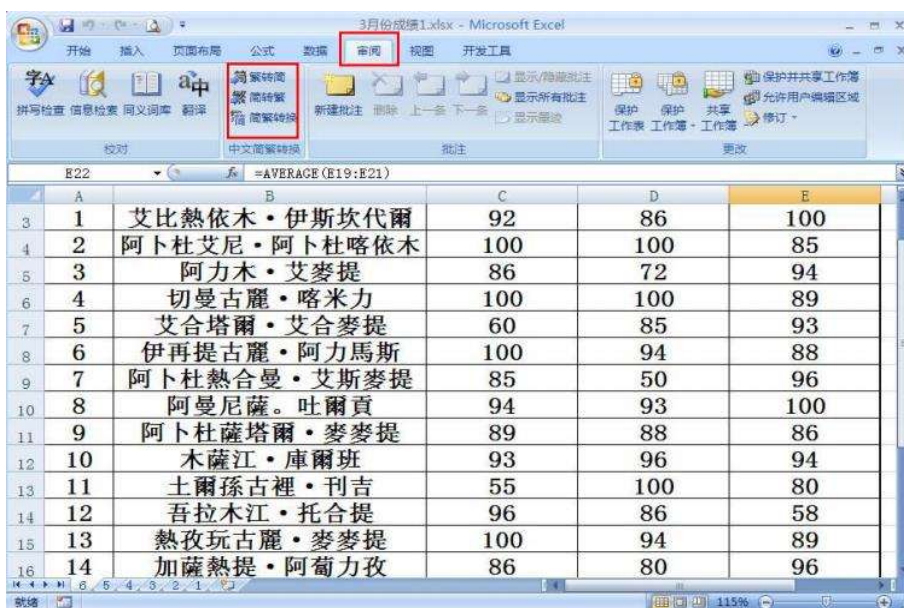 3月份成绩1.xlsx - Microsoft Excel
开始 插入 页面布局 公式 数据 审阅 视图 开发工具
拼写检查 信息检索 同义词库 翻译
繁转简
简转繁
简繁转换
新建批注 删除 上一条 下一条
显示/隐藏批注
显示所有批注
显示墨迹
保护工作表 保护工作簿 共享工作簿
保护并共享工作簿
允许用户编辑区域
修订
校对 中文简繁转换 批注 更改
E22 fx =AVERAGE(E19:E21)
A B C D E
3 1 艾比熱依木·伊斯坎代爾 92 86 100
4 2 阿卜杜艾尼·阿卜杜喀依木 100 100 85
5 3 阿力木·艾麥提 86 72 94
6 4 切曼古麗·喀米力 100 100 89
7 5 艾合塔爾·艾合麥提 60 85 93
8 6 伊再提古麗·阿力馬斯 100 94 88
9 7 阿卜杜熱合曼·艾斯麥提 85 50 96
10 8 阿曼尼薩。吐爾貢 94 93 100
11 9 阿卜杜薩塔爾·麥麥提 89 88 86
12 10 木薩江·庫爾班 93 96 94
13 11 土爾孫古裡·刊吉 55 100 80
14 12 吾拉木江·托合提 96 86 58
15 13 熱孜玩古麗·麥麥提 100 94 89
16 14 加薩熱提·阿葡力孜 86 80 96
6 5 4 3 2 1
就绪 115%